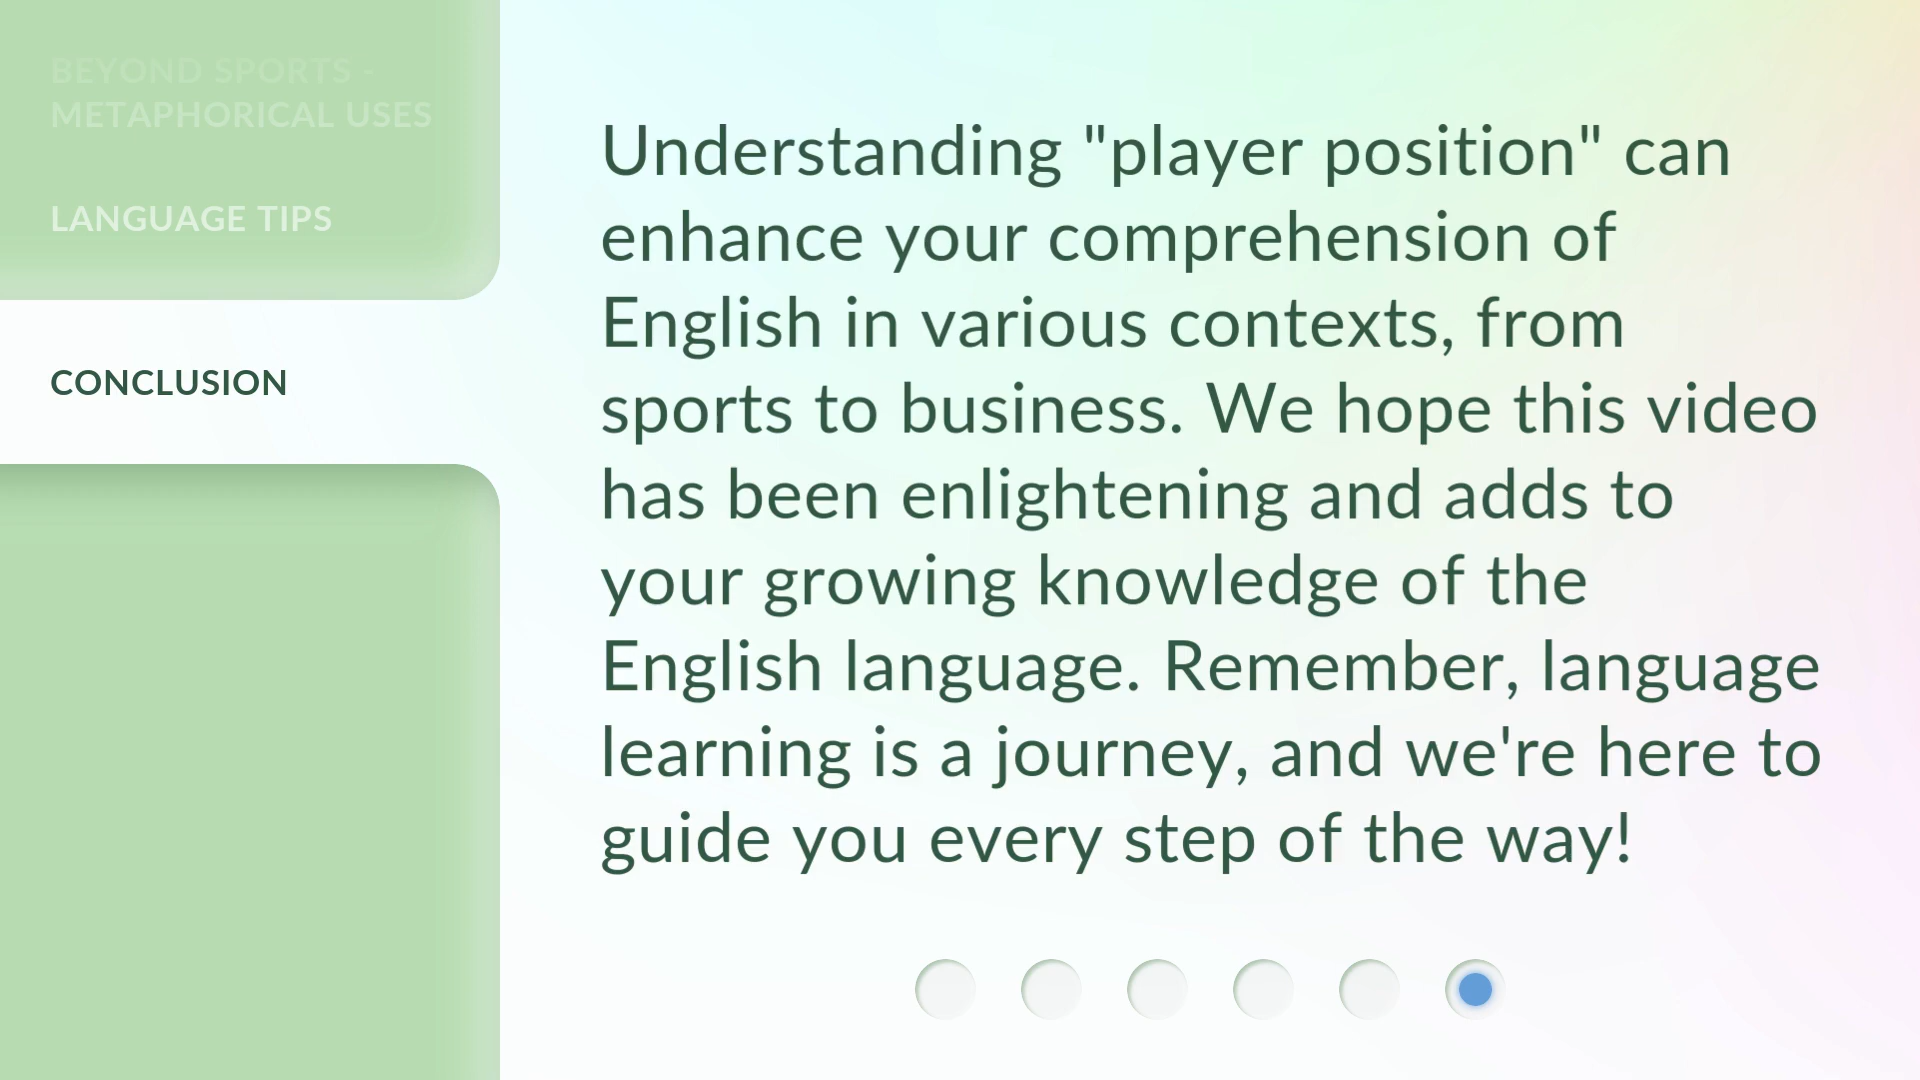 BEYOND SPORTS -
METAPHORICAL USES
LANGUAGE TIPS
CONCLUSION
Understanding "player position" can
enhance your comprehension of
English in various contexts, from
sports to business. We hope this video
has been enlightening and adds to
your growing knowledge of the
English language. Remember, language
learning is a journey, and we're here to
guide you every step of the way!